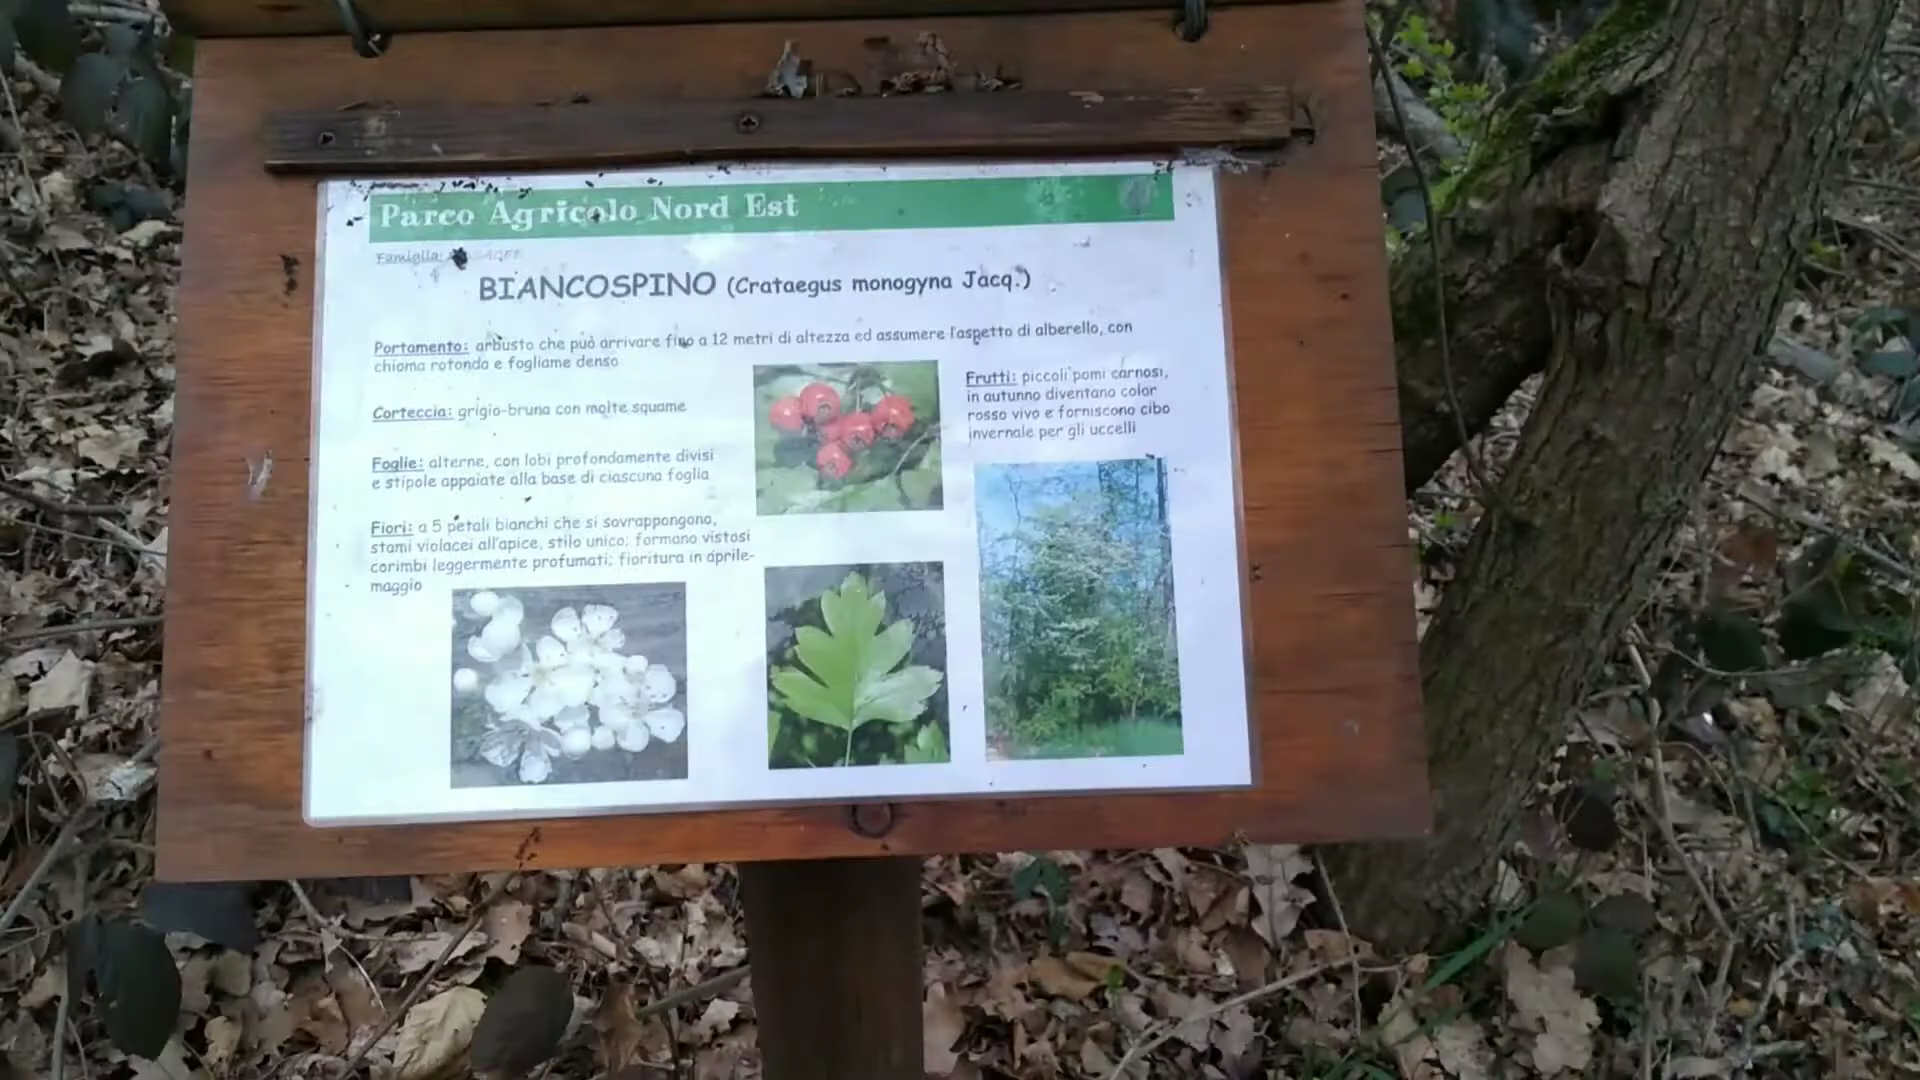 Parco Agricolo Nord Est
Famiglia:
BIANCOSPINO (Crataegus monogyna Jacq.)
Portamento: arbusto che può arrivare fino a 12 metri di altezza ed assumere l'aspetto di alberello, con
chioma rotonda e fogliame denso
Corteccia: grigio-bruna con molte squame
Foglie: alterne, con lobi profondamente divisi
e stipole appaiate alla base di ciascuna foglia
Fiori: a 5 petali bianchi che si sovrappongono,
stami violacei all'apice, stilo unico; formano vistosi
corimbi leggermente profumati; fioritura in aprile-
maggio
Frutti: piccoli pomi carnosi,
in autunno diventano color
rosso vivo e forniscono cibo
invernale per gli uccelli